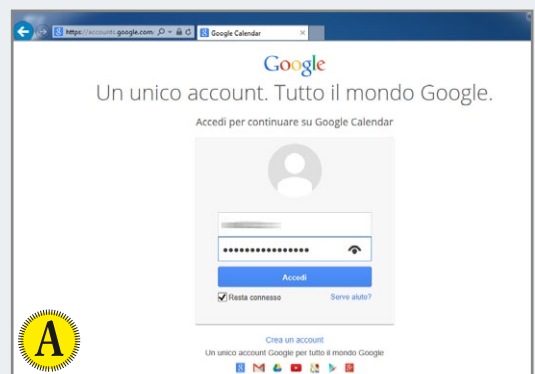 https://accounts.google.com/ Google Calendar
Google
Un unico account. Tutto il mondo Google.
Accedi per continuare su Google Calendar
••••••••••••••••
Accedi
Resta connesso Serve aiuto?
Crea un account
Un unico account Google per tutto il mondo Google
A